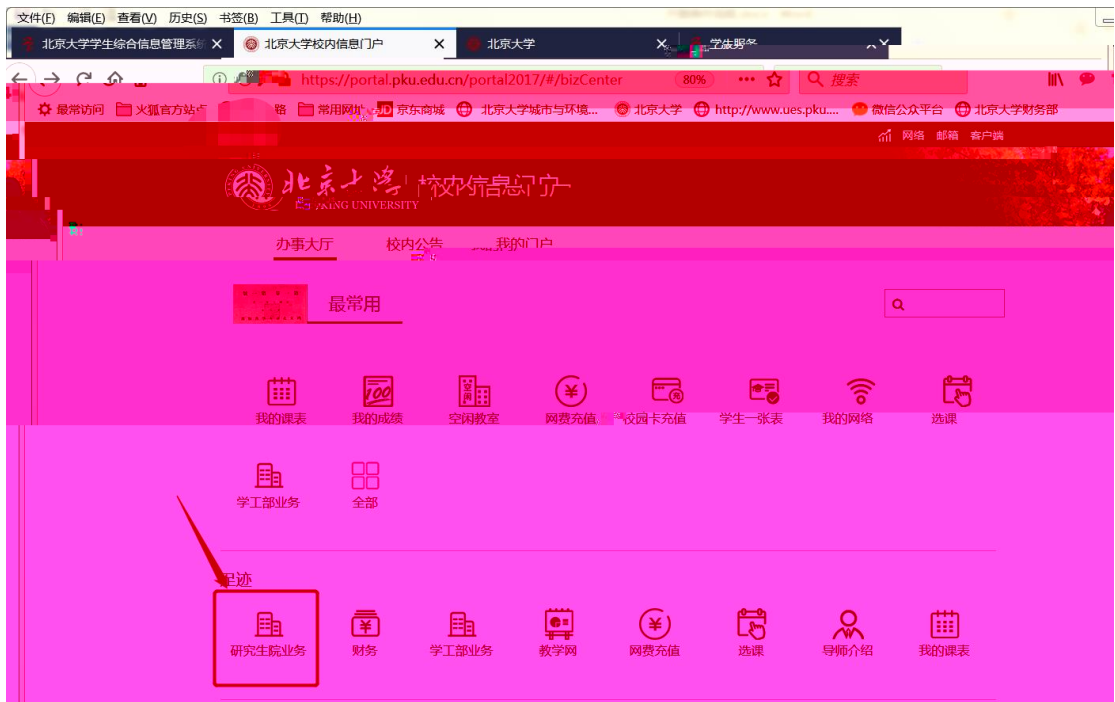 文件(F) 编辑(E) 查看(V) 历史(S) 书签(B) 工具(T) 帮助(H)
北京大学学生综合信息管理系统 北京大学校内信息门户 北京大学
https://portal.pku.edu.cn/portal2017/#/bizCenter 80% 搜索
最常访问 火狐官方站点 常用网址 京东商城 北京大学城市与环境... 北京大学 http://www.ues.pku.... 微信公众平台 北京大学财务部
网络 邮箱 客户端
北京大学 校内信息门户
UNIVERSITY
办事大厅 校内公告 我的门户
最常用
我的课表 我的成绩 空闲教室 网费充值 校园卡充值 学生一张表 我的网络 选课
学工部业务 全部
足迹
研究生院业务 财务 学工部业务 教学网 网费充值 选课 导师介绍 我的课表